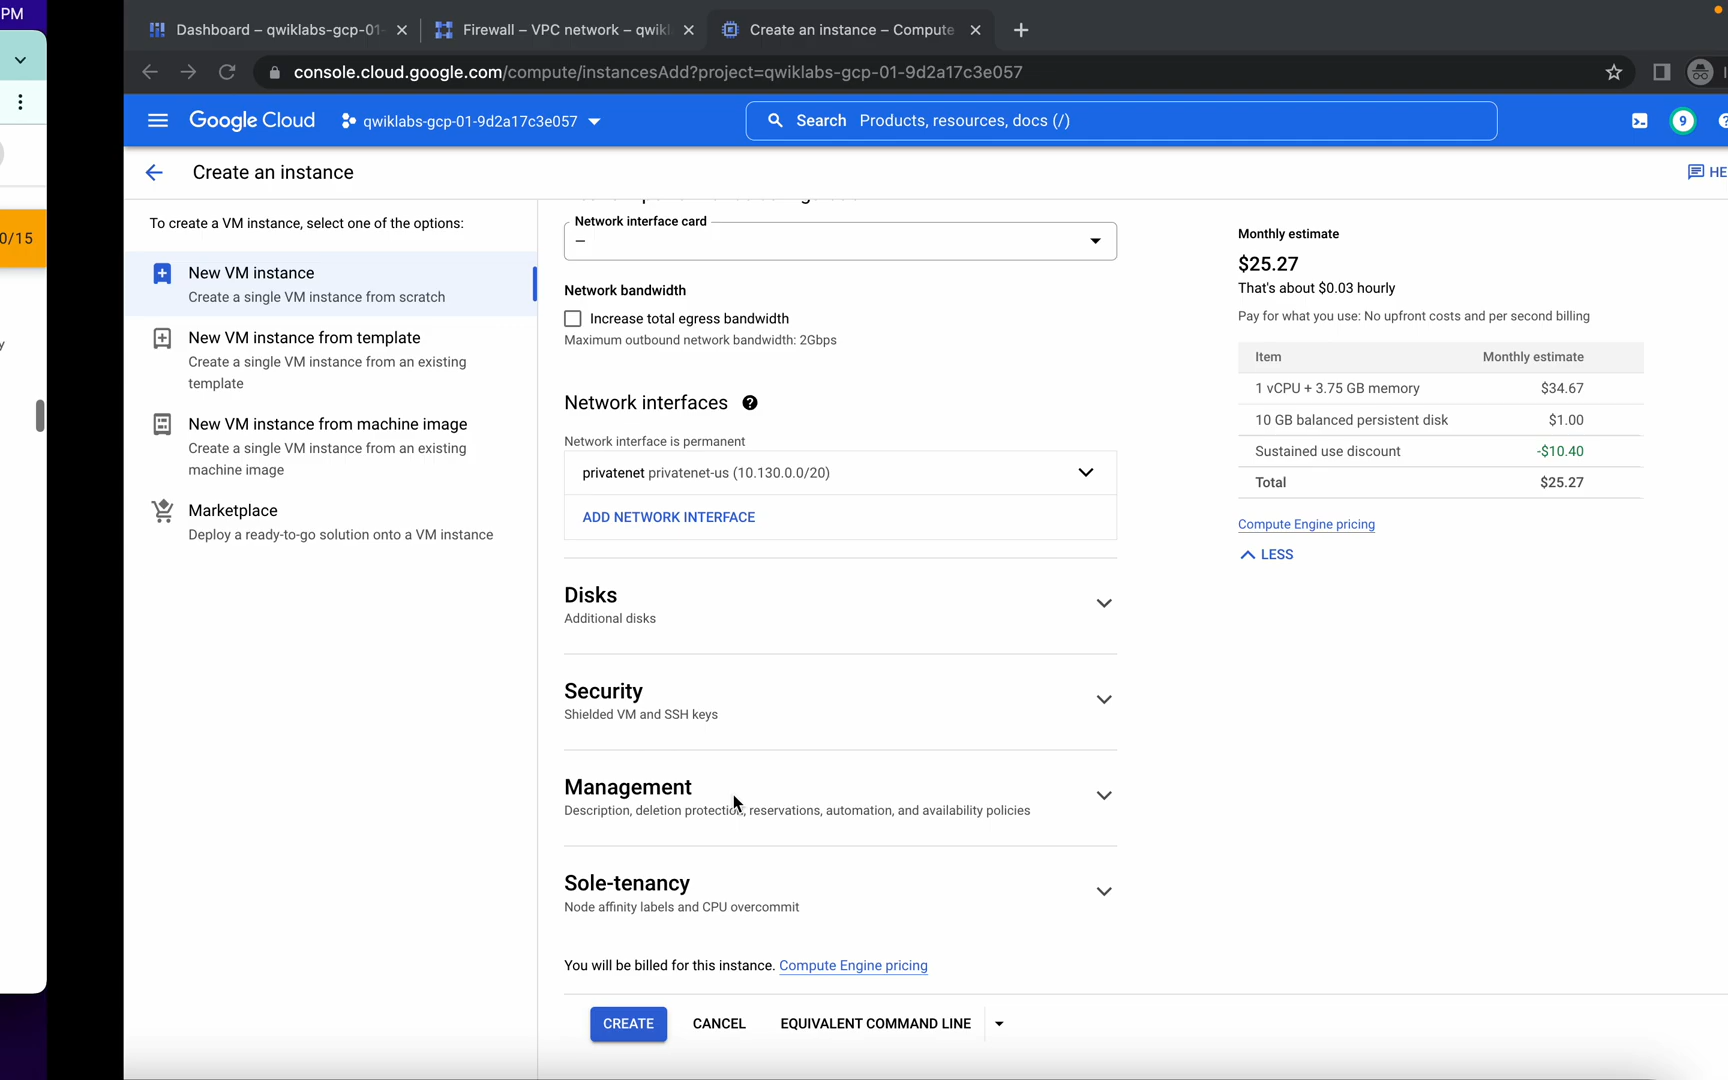 PM
Dashboard – qwiklabs-gcp-01-
Firewall – VPC network – qwikl
Create an instance – Compute
console.cloud.google.com/compute/instancesAdd?project=qwiklabs-gcp-01-9d2a17c3e057
Google Cloud
qwiklabs-gcp-01-9d2a17c3e057
Search Products, resources, docs (/)
9
Create an instance
HE
0/15
y
To create a VM instance, select one of the options:
New VM instance
Create a single VM instance from scratch
New VM instance from template
Create a single VM instance from an existing
template
New VM instance from machine image
Create a single VM instance from an existing
machine image
Marketplace
Deploy a ready-to-go solution onto a VM instance
Network interface card
–
Network bandwidth
Increase total egress bandwidth
Maximum outbound network bandwidth: 2Gbps
Network interfaces
Network interface is permanent
privatenet privatenet-us (10.130.0.0/20)
ADD NETWORK INTERFACE
Disks
Additional disks
Security
Shielded VM and SSH keys
Management
Description, deletion protection, reservations, automation, and availability policies
Sole-tenancy
Node affinity labels and CPU overcommit
You will be billed for this instance. Compute Engine pricing
CREATE
CANCEL
EQUIVALENT COMMAND LINE
Monthly estimate
$25.27
That's about $0.03 hourly
Pay for what you use: No upfront costs and per second billing
Item Monthly estimate
1 vCPU + 3.75 GB memory $34.67
10 GB balanced persistent disk $1.00
Sustained use discount -$10.40
Total $25.27
Compute Engine pricing
LESS